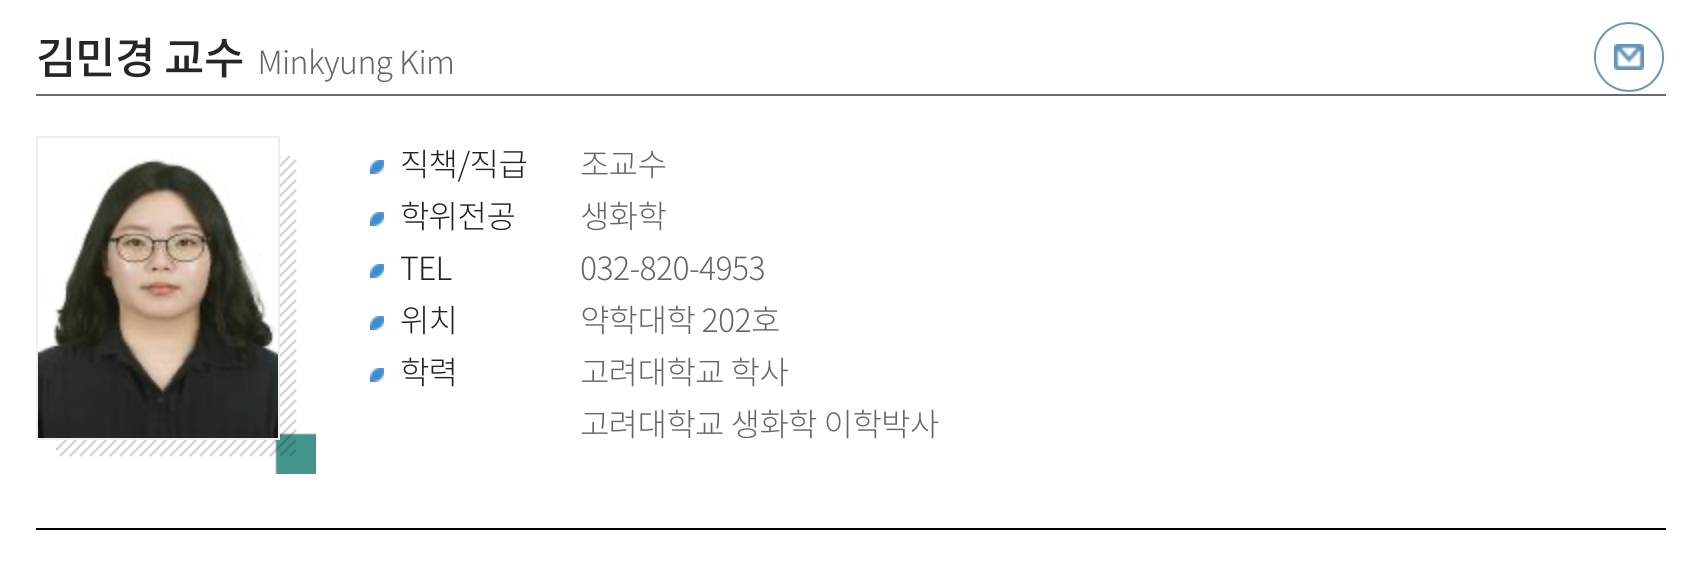 김민경 교수 Minkyung Kim
직책/직급 조교수
학위전공 생화학
TEL 032-820-4953
위치 약학대학 202호
학력 고려대학교 학사
고려대학교 생화학 이학박사